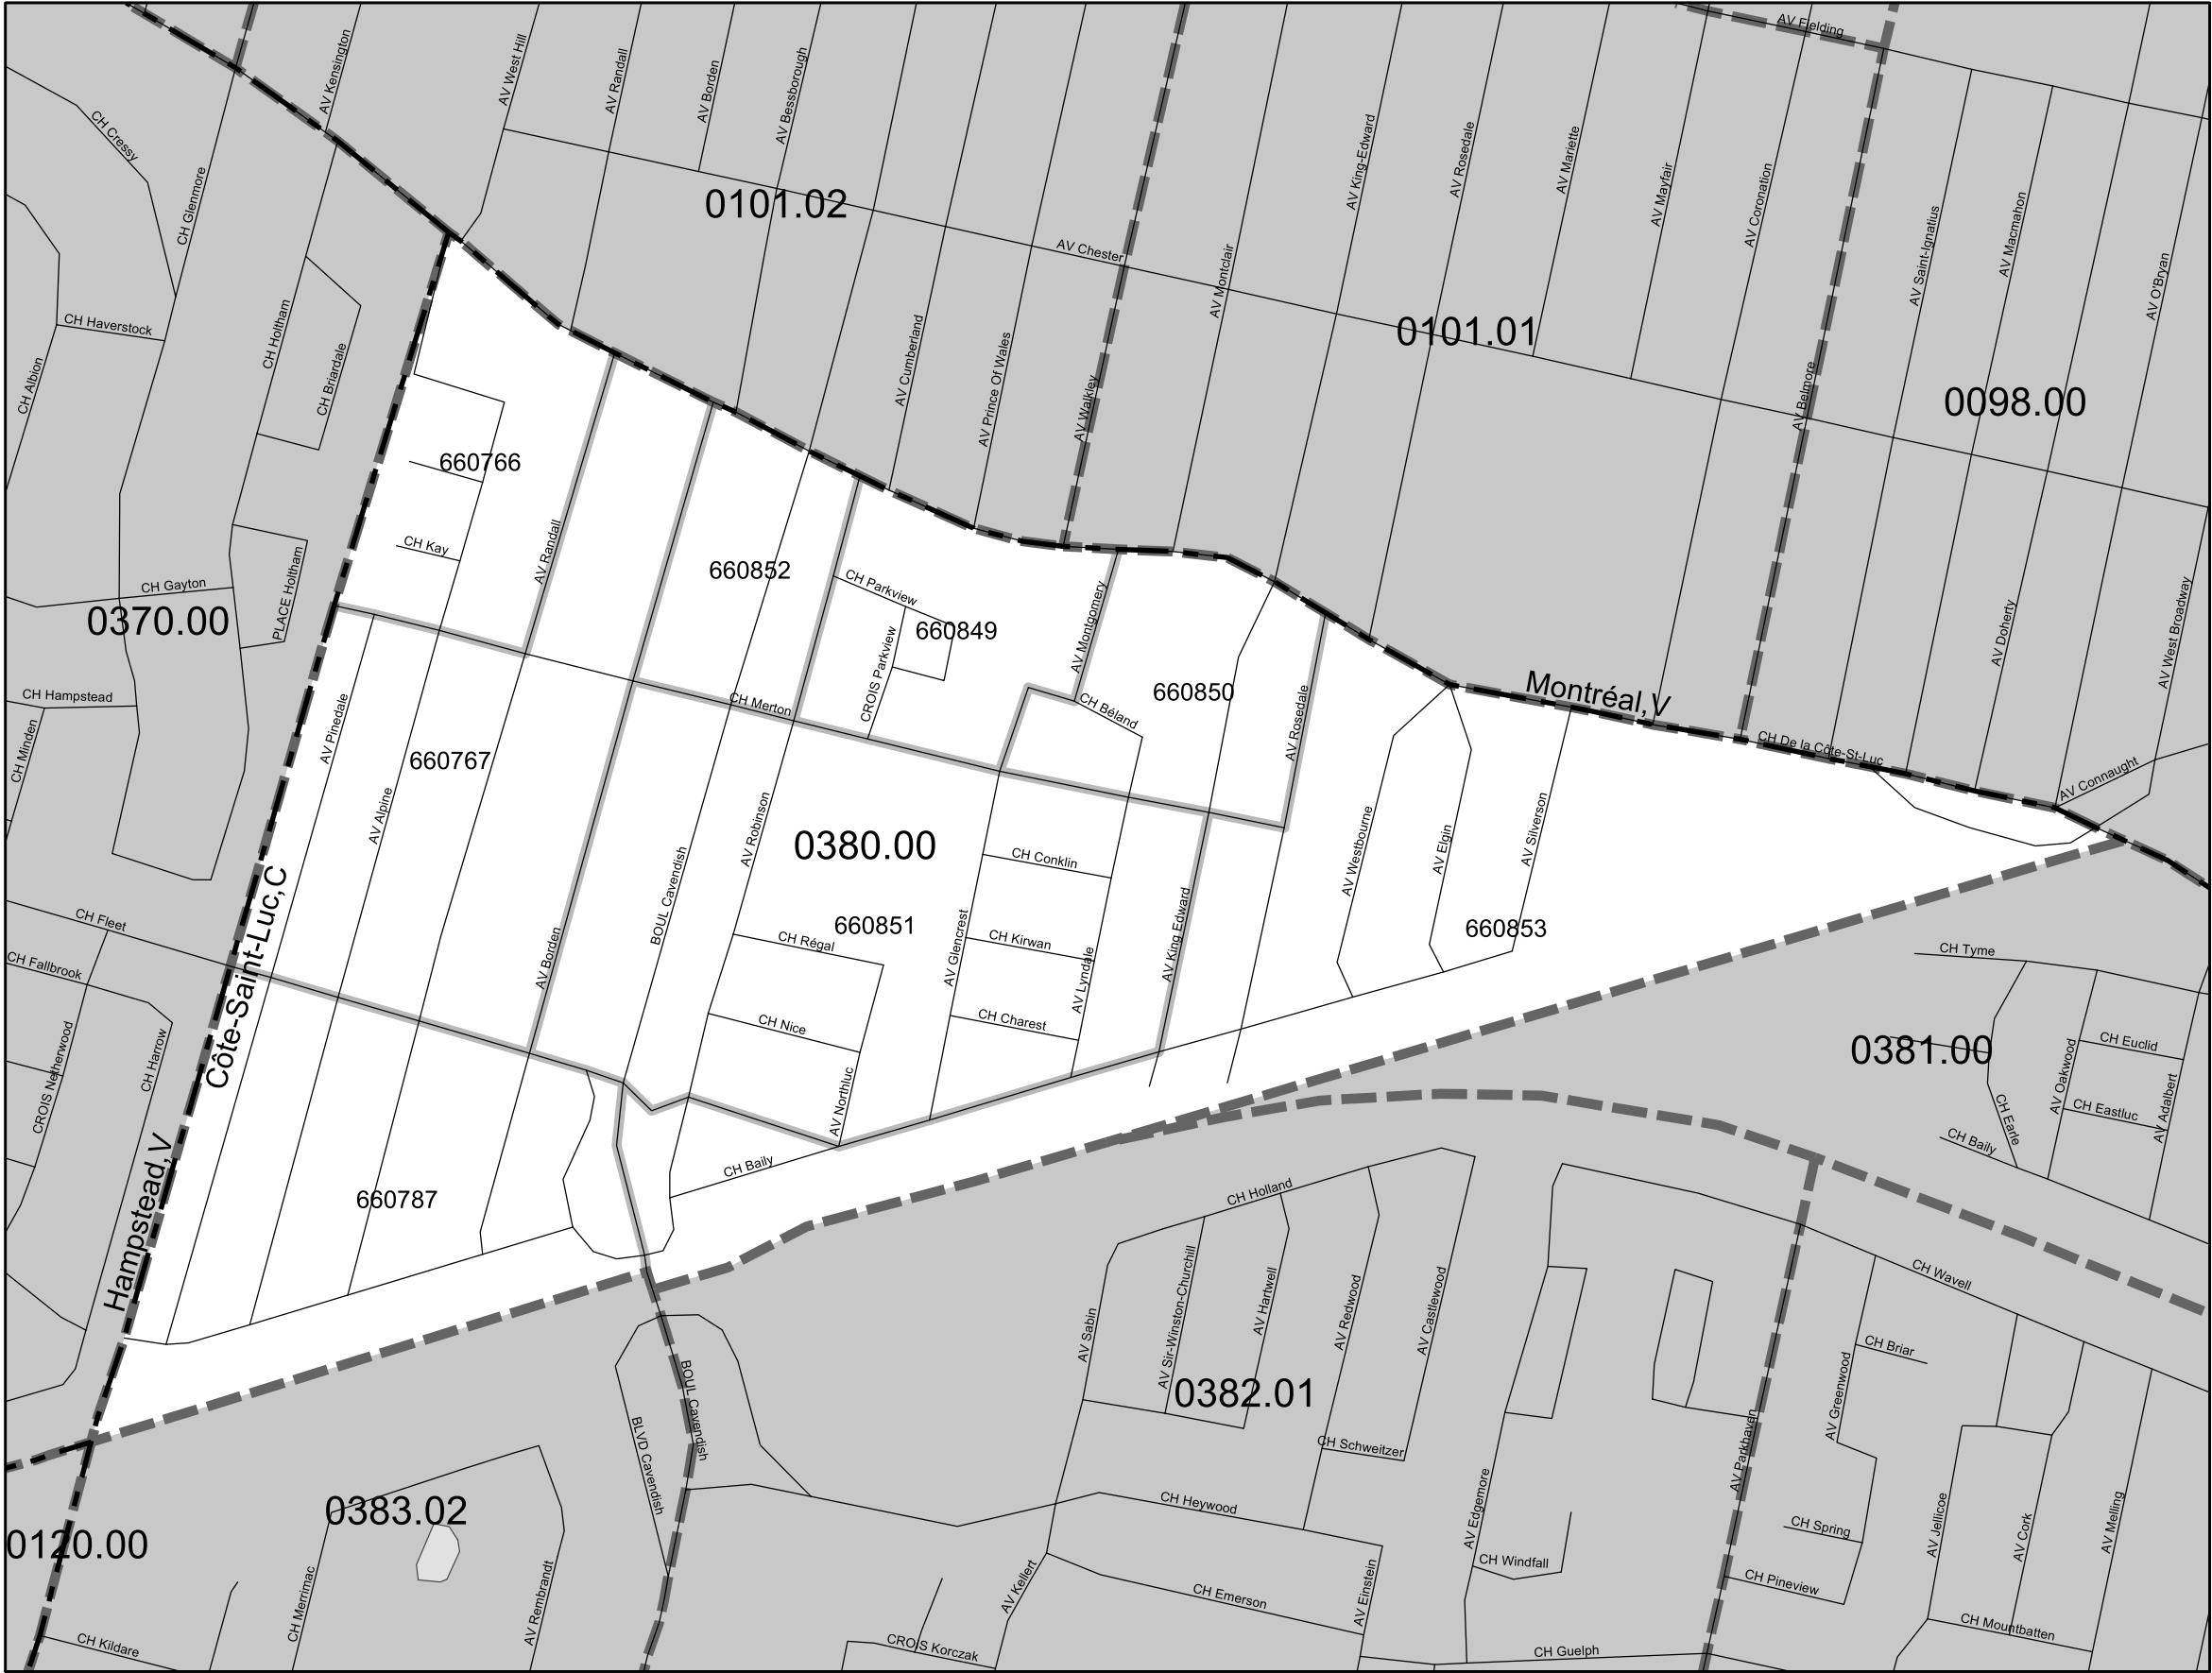 AV Fielding
AV Kensington
AV West Hill
AV Randall
AV Borden
AV Bessborough
CH Cressy
CH Glenmore
AV King-Edward
AV Rosedale
AV Mariette
AV Mayfair
AV Coronation
AV Saint-Ignatius
AV Macmahon
AV O'Bryan
0101.02
AV Chester
AV Montclair
0101.01
CH Haverstock
CH Holtham
CH Briardale
CH Albion
AV Cumberland
AV Prince Of Wales
AV Walkley
AV Belmore
0098.00
660766
CH Kay
AV Randall
660852
CH Parkview
660849
CROIS Parkview
AV Montgomery
CH Gayton
PLACE Holtham
0370.00
AV Doherty
AV West Broadway
CH Hampstead
CH Minden
AV Pinedale
CH Merton
CH Béland
660850
AV Rosedale
Montréal,V
CH De la Côte-St-Luc
AV Connaught
660767
AV Alpine
AV Robinson
0380.00
BOUL Cavendish
CH Conklin
AV Westbourne
AV Elgin
AV Silverson
CH Fleet
Côte-Saint-Luc,C
AV Borden
CH Régal
660851
AV Glencrest
CH Kirwan
AV Lyndale
AV King Edward
660853
CH Tyme
CH Fallbrook
CROIS Netherwood
CH Harrow
CH Nice
CH Charest
AV Northluc
0381.00
CH Euclid
AV Oakwood
CH Eastluc
AV Adalbert
CH Earle
CH Baily
Hampstead,V
660787
CH Baily
CH Holland
AV Sir-Winston-Churchill
AV Hartwell
AV Sabin
AV Redwood
AV Castlewood
CH Wavell
CH Briar
AV Greenwood
0382.01
CH Schweitzer
BOUL Cavendish
BLVD Cavendish
AV Parkhaven
0383.02
0120.00
CH Heywood
AV Edgemore
CH Windfall
CH Spring
AV Jellicoe
AV Cork
AV Melling
CH Merrimac
AV Rembrandt
AV Kellert
CH Emerson
AV Einstein
CH Pineview
CH Kildare
CROIS Korczak
CH Guelph
CH Mountbatten